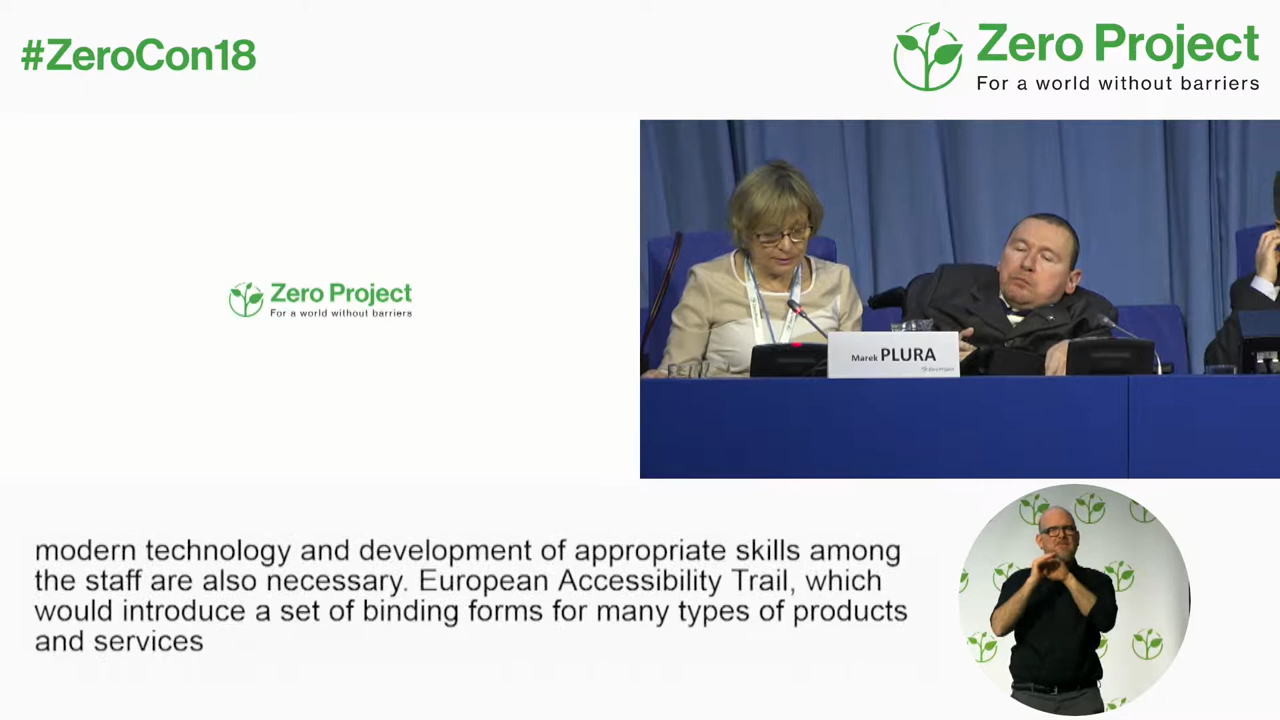 #ZeroCon18
Zero Project
For a world without barriers
Zero Project
For a world without barriers
Marek PLURA
modern technology and development of appropriate skills among
the staff are also necessary. European Accessibility Trail, which
would introduce a set of binding forms for many types of products
and services